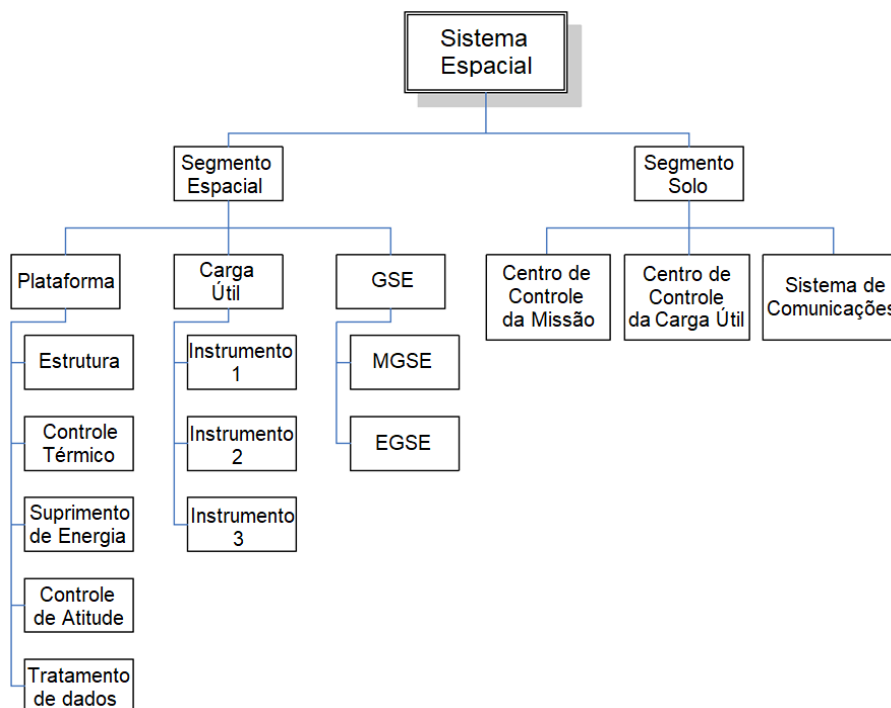 Sistema
Espacial
Segmento
Espacial
Segmento
Solo
Plataforma
Carga
Útil
GSE
Centro de
Controle
da Missão
Centro de
Controle
da Carga Útil
Sistema de
Comunicações
Estrutura
Controle
Térmico
Suprimento
de Energia
Controle
de Atitude
Tratamento
de dados
Instrumento
1
Instrumento
2
Instrumento
3
MGSE
EGSE